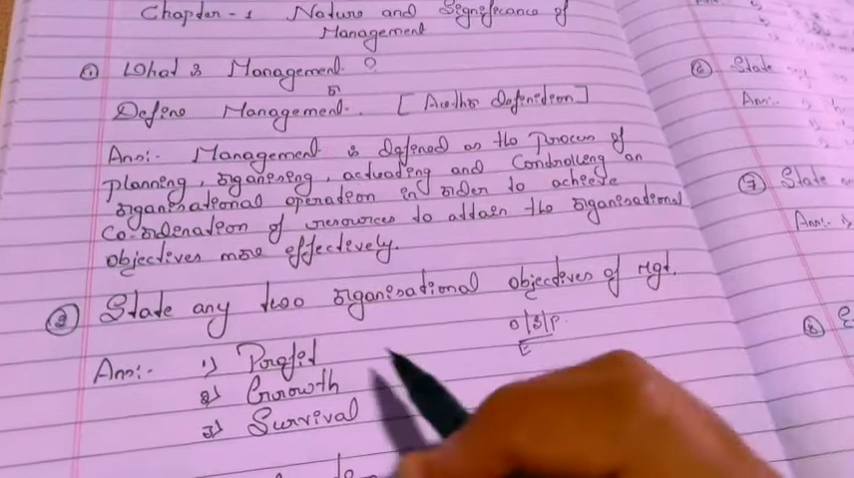 Chapter - 1 Nature and Significance of
Management
① What is Management ?
or
Define Management. [Author Definition]
Ans:- Management is defined as the Process of
planning, organising, actuating and Controlling an
organisational operation in order to achieve
Co-ordination of resources to attain the organisational
objectives more effectively.
② State any two organisational objectives of Mgt.
O/S/P.
E
Ans:- 1) Profit
2) Growth
3) Survival
⑥ State
Ans:-
⑦ State
Ans:-
⑧